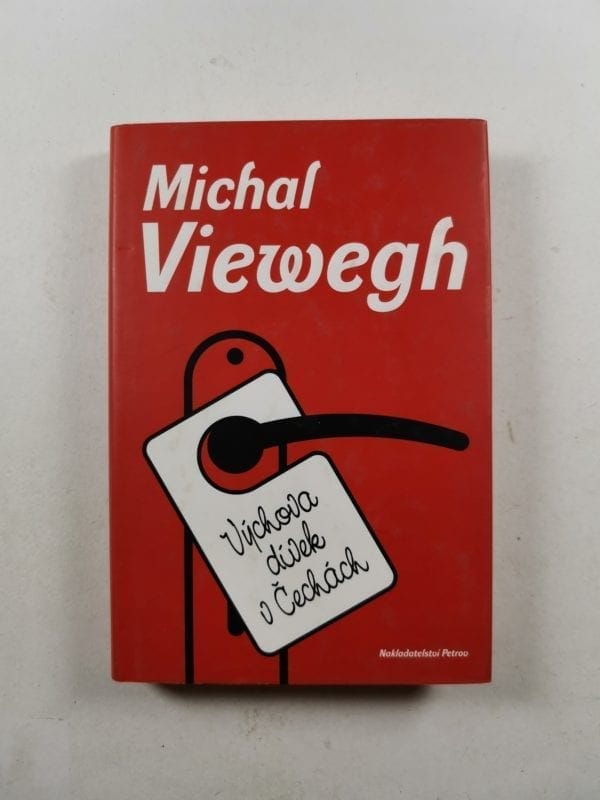 Michal
Viewegh
Výchova
dívek
v Čechách
Nakladatelství Petrov